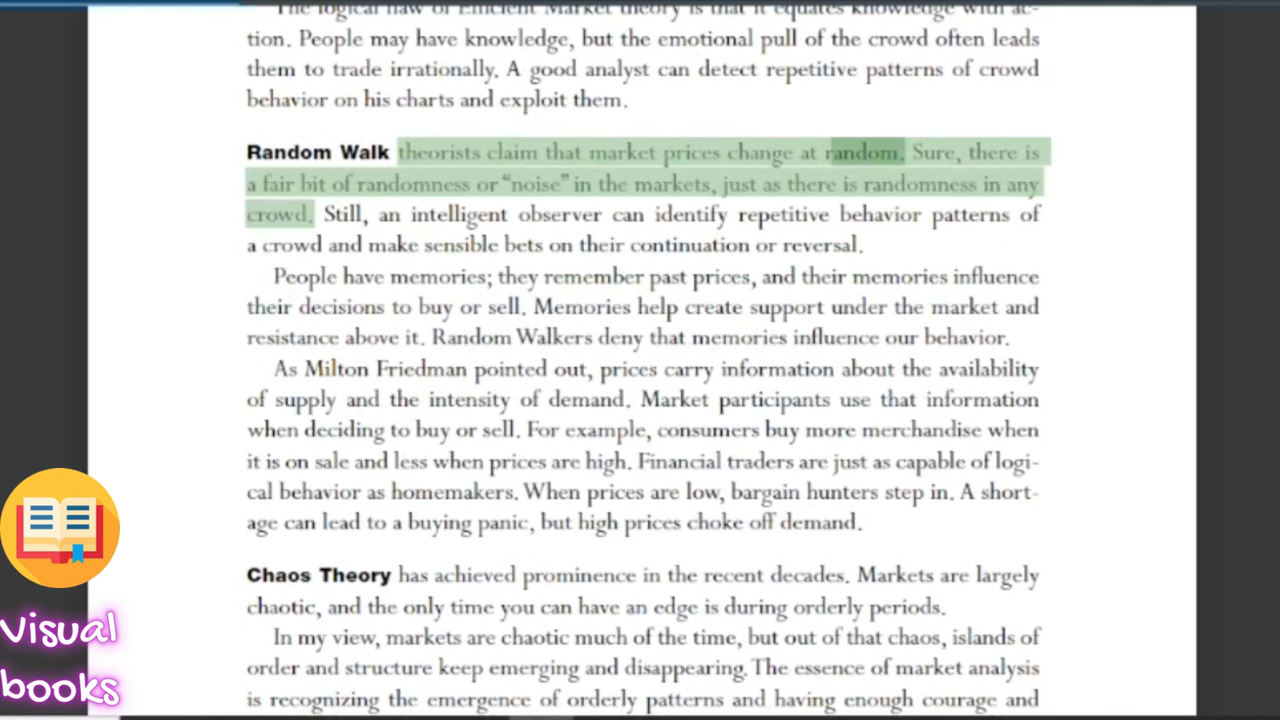 The logical flaw of Efficient Market theory is that it equates knowledge with ac-
tion. People may have knowledge, but the emotional pull of the crowd often leads
them to trade irrationally. A good analyst can detect repetitive patterns of crowd
behavior on his charts and exploit them.
Random Walk theorists claim that market prices change at random. Sure, there is
a fair bit of randomness or “noise” in the markets, just as there is randomness in any
crowd. Still, an intelligent observer can identify repetitive behavior patterns of
a crowd and make sensible bets on their continuation or reversal.
People have memories; they remember past prices, and their memories influence
their decisions to buy or sell. Memories help create support under the market and
resistance above it. Random Walkers deny that memories influence our behavior.
As Milton Friedman pointed out, prices carry information about the availability
of supply and the intensity of demand. Market participants use that information
when deciding to buy or sell. For example, consumers buy more merchandise when
it is on sale and less when prices are high. Financial traders are just as capable of logi-
cal behavior as homemakers. When prices are low, bargain hunters step in. A short-
age can lead to a buying panic, but high prices choke off demand.
Chaos Theory has achieved prominence in the recent decades. Markets are largely
chaotic, and the only time you can have an edge is during orderly periods.
In my view, markets are chaotic much of the time, but out of that chaos, islands of
order and structure keep emerging and disappearing. The essence of market analysis
is recognizing the emergence of orderly patterns and having enough courage and
Visual
books